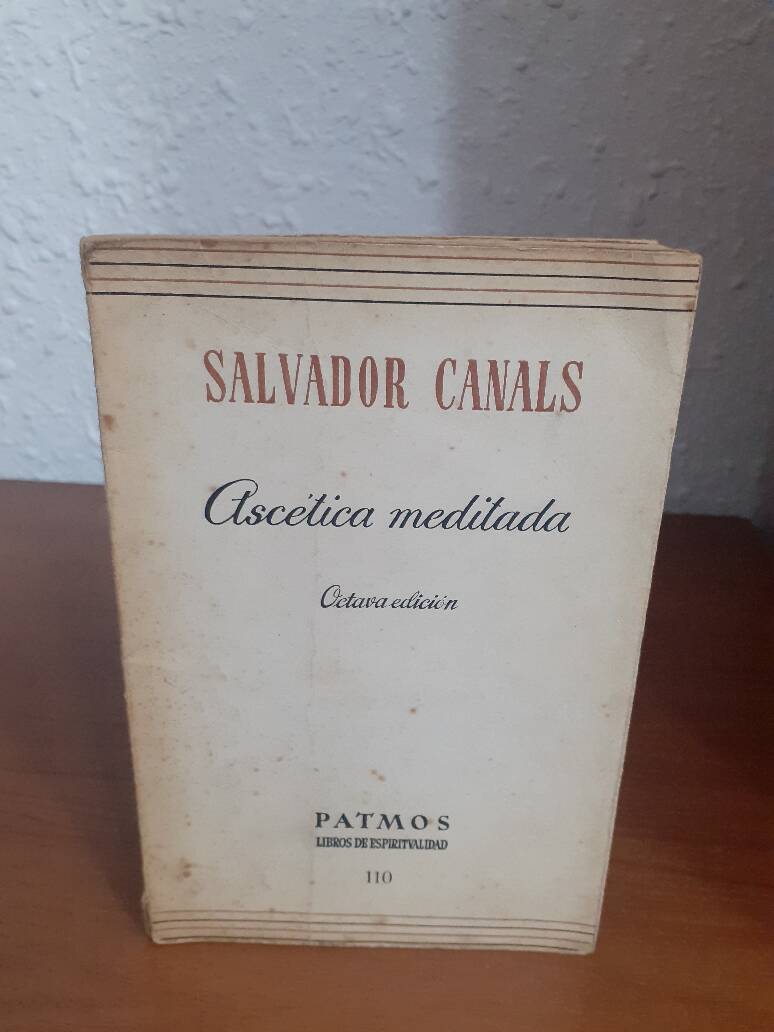 SALVADOR CANALS
Ascética meditada
Octava edición
PATMOS
LIBROS DE ESPIRITVALIDAD
110